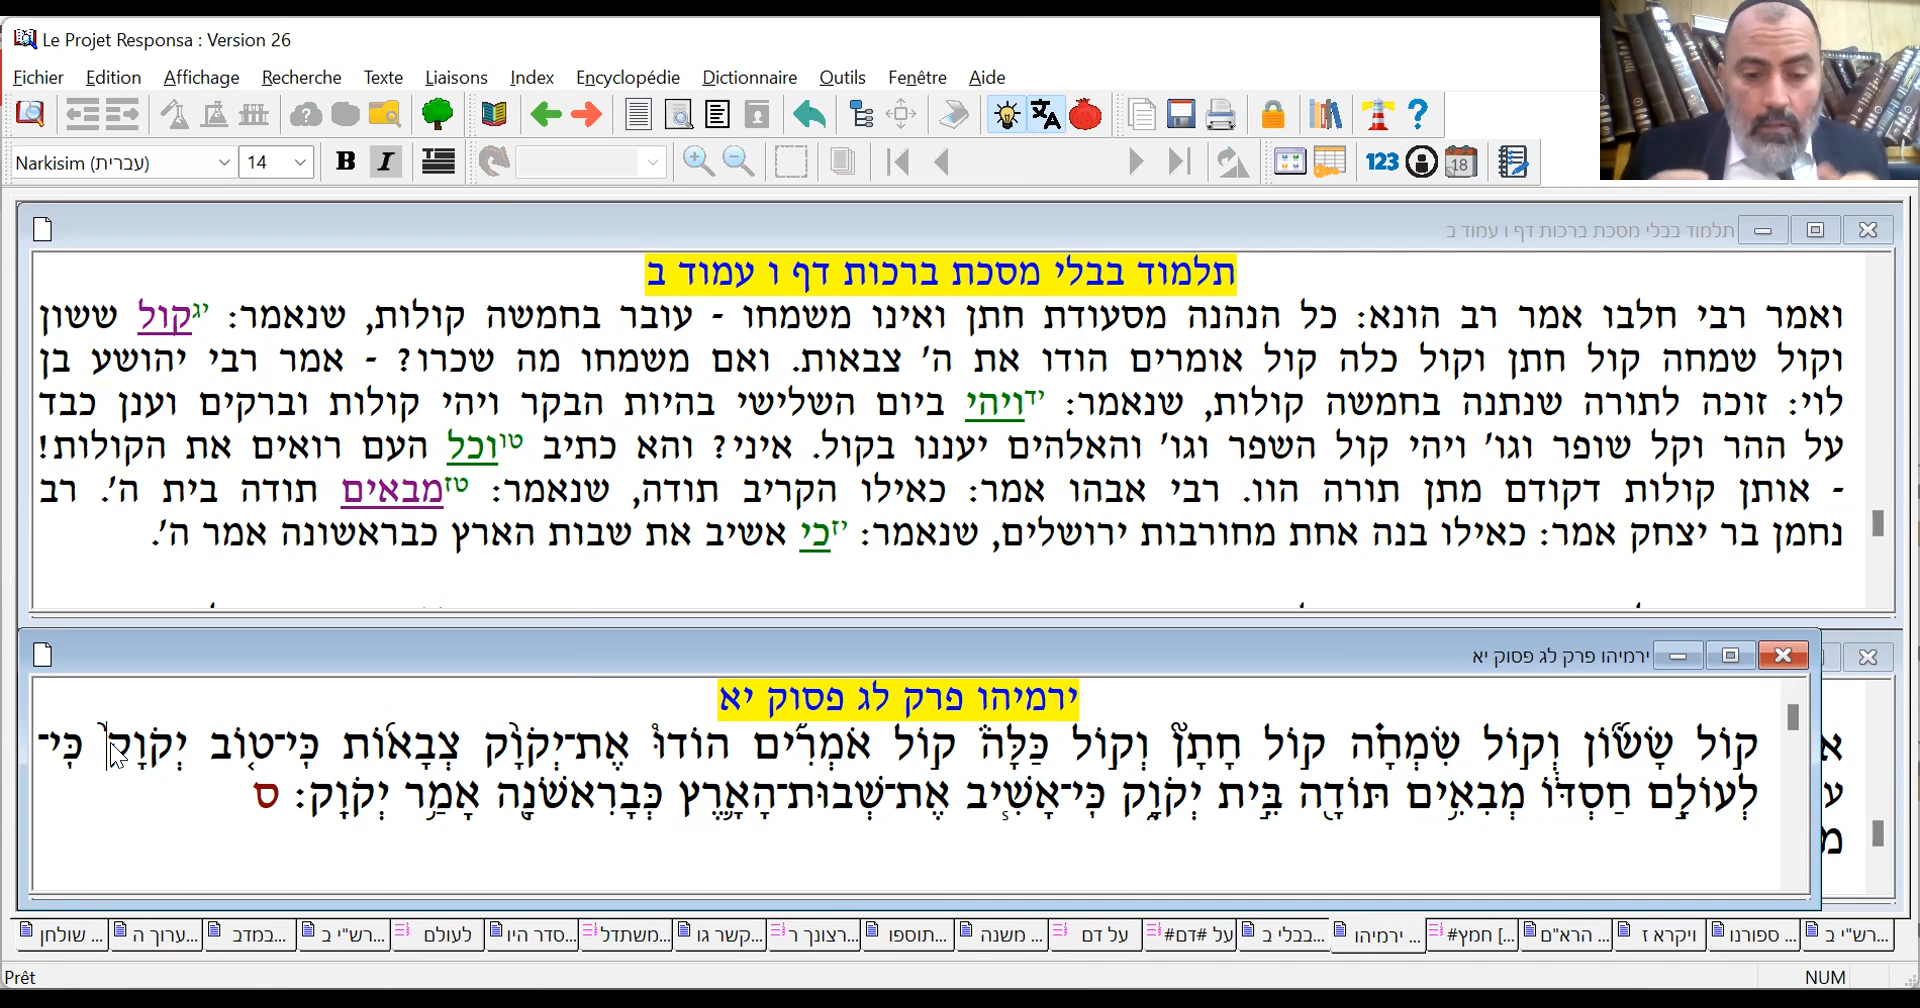 Le Projet Responsa : Version 26
Fichier Edition Affichage Recherche Texte Liaisons Index Encyclopédie Dictionnaire Outils Fenêtre Aide
Narkisim (עברית) 14 B I 123 18
תלמוד בבלי מסכת ברכות דף ו עמוד ב
תלמוד בבלי מסכת ברכות דף ו עמוד ב
ואמר רבי חלבו אמר רב הונא: כל הנהנה מסעודת חתן ואינו משמחו - עובר בחמשה קולות, שנאמר: יג קול ששון
וקול שמחה קול חתן וקול כלה קול אומרים הודו את ה' צבאות. ואם משמחו מה שכרו? - אמר רבי יהושע בן
לוי: זוכה לתורה שנתנה בחמשה קולות, שנאמר: יד ויהי ביום השלישי בהיות הבקר ויהי קולות וברקים וענן כבד
על ההר וקל שופר וגו' ויהי קול השפר וגו' והאלהים יעננו בקול. איני? והא כתיב טו וכל העם רואים את הקולות!
- אותן קולות דקודם מתן תורה הוו. רבי אבהו אמר: כאילו הקריב תודה, שנאמר: טז מבאים תודה בית ה'. רב
נחמן בר יצחק אמר: כאילו בנה אחת מחורבות ירושלים, שנאמר: יז כי אשיב את שבות הארץ כבראשונה אמר ה'.
ירמיהו פרק לג פסוק יא
ירמיהו פרק לג פסוק יא
קוֹל שָׂשׂוֹן וְקוֹל שִׂמְחָה קוֹל חָתָן וְקוֹל כַּלָּה קוֹל אֹמְרִים הוֹדוּ אֶת־יְקֹוָק צְבָאוֹת כִּי־טוֹב יְקֹוָק כִּי־
לְעוֹלָם חַסְדּוֹ מְבִאִים תּוֹדָה בֵּית יְקֹוָק כִּי־אָשִׁיב אֶת־שְׁבוּת־הָאָרֶץ כְּבָרִאשֹׁנָה אָמַר יְקֹוָק: ס
רש"י ב... ספורנו ... ויקרא ז הרא"ם ... חמץ# [... ירמיהו ... בבלי ב... על #דם# על דם משנה ... תוספו... רצונך ר... קשר גו... משתדל... סדר היו... לעולם רש"י ב... במדב... ערוך ה... שולחן ...
Prêt NUM